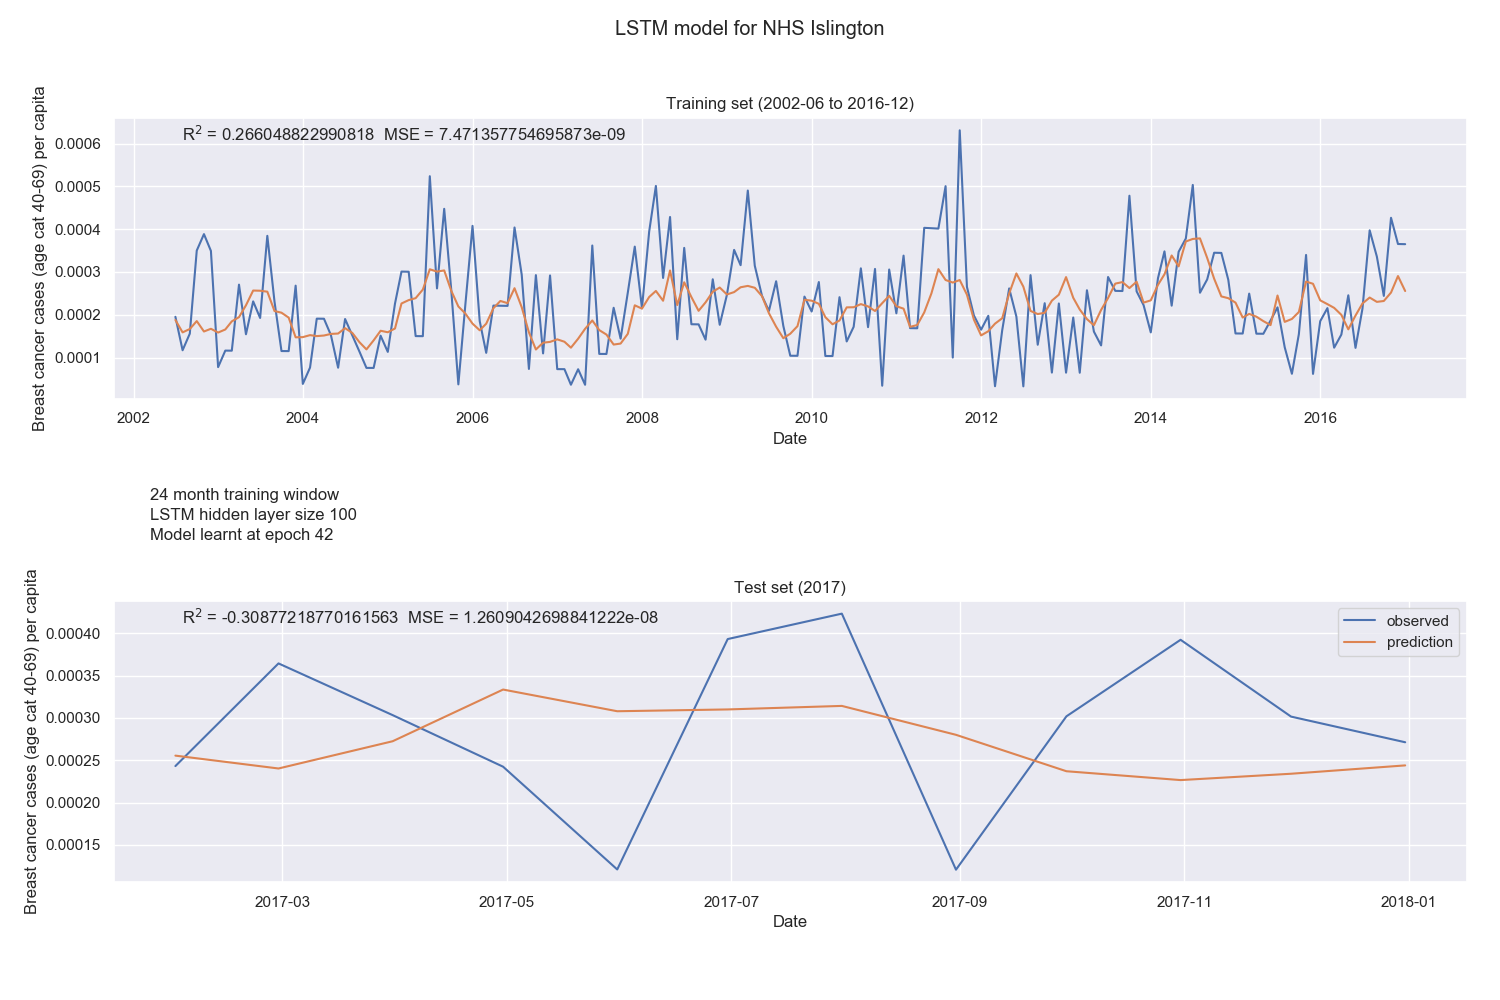 LSTM model for NHS Islington
Training set (2002-06 to 2016-12)
R² = 0.266048822990818 MSE = 7.471357754695873e-09
Breast cancer cases (age cat 40-69) per capita
0.0006
0.0005
0.0004
0.0003
0.0002
0.0001
2002 2004 2006 2008 2010 2012 2014 2016
Date
24 month training window
LSTM hidden layer size 100
Model learnt at epoch 42
Test set (2017)
R² = -0.30877218770161563 MSE = 1.2609042698841222e-08
observed
prediction
Breast cancer cases (age cat 40-69) per capita
0.00040
0.00035
0.00030
0.00025
0.00020
0.00015
2017-03 2017-05 2017-07 2017-09 2017-11 2018-01
Date